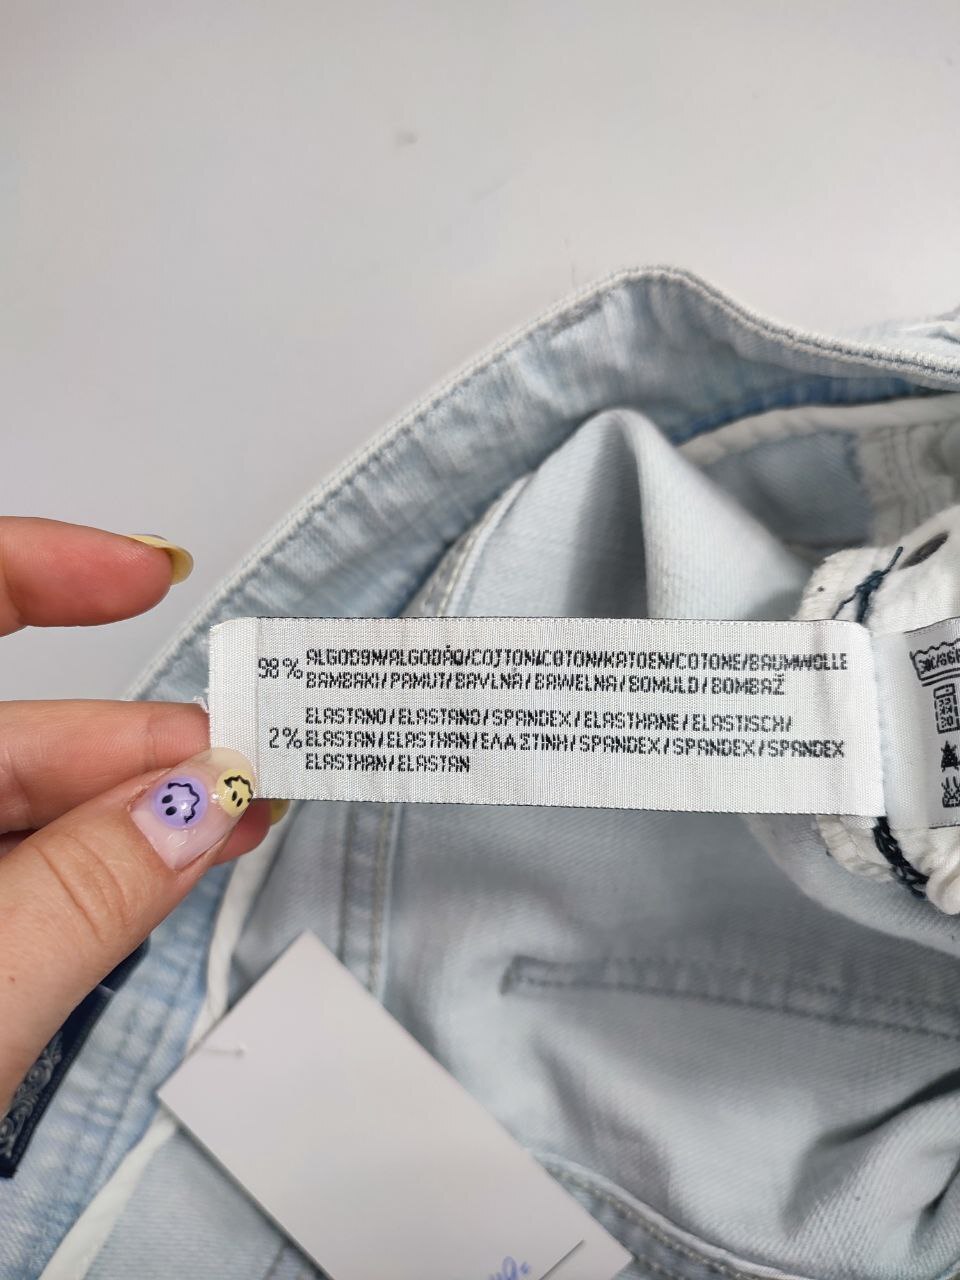 98% ALGODÓN/ALGODÃO/COTTON/COTON/KATOEN/COTONE/BAUMWOLLE
BAMBAKI/PAMUT/BAVLNA/BAWELNA/BOMULD/BOMBAŽ
ELASTANO/ELASTANO/SPANDEX/ELASTHANE/ELASTISCH/
2% ELASTAN/ELASTHAN/ΕΛΑΣΤΙΝΗ/SPANDEX/SPANDEX/SPANDEX
ELASTHAN/ELASTAN